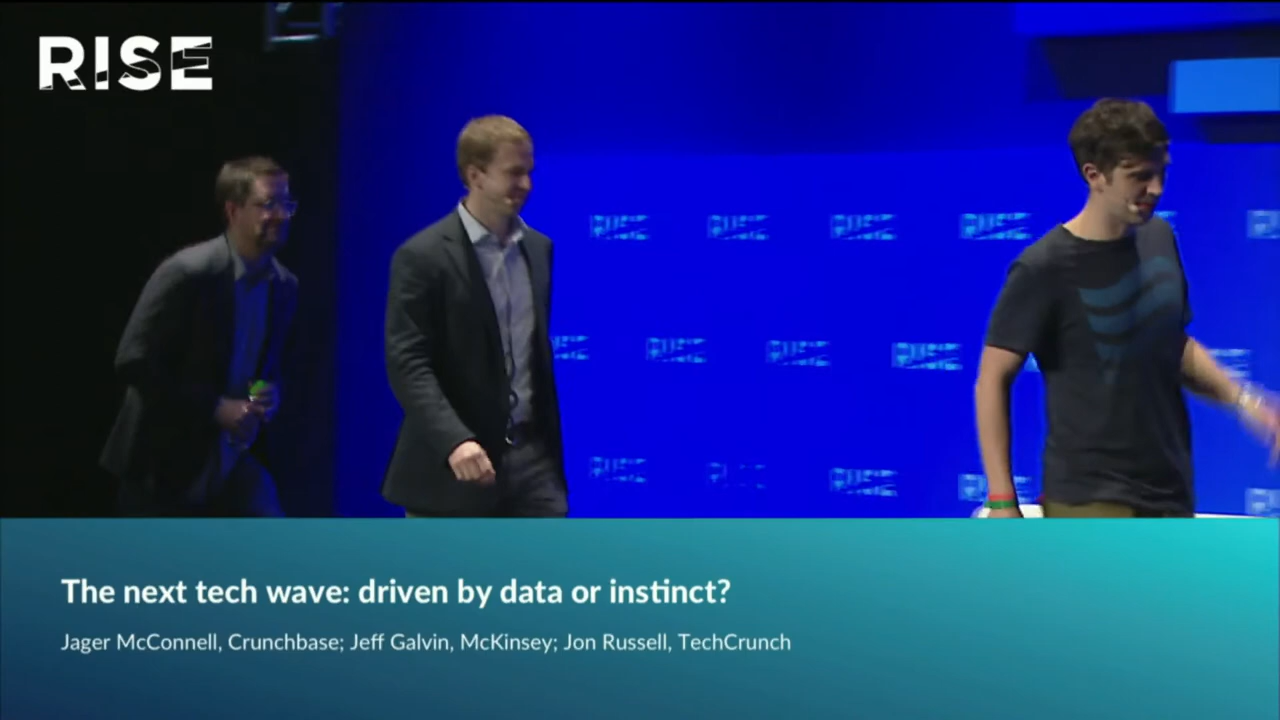 RISE
The next tech wave: driven by data or instinct?
Jager McConnell, Crunchbase; Jeff Galvin, McKinsey; Jon Russell, TechCrunch